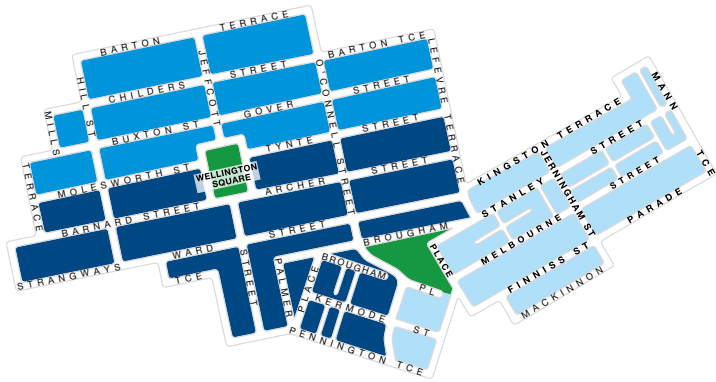 BARTON TERRACE
BARTON TCE
CHILDERS STREET
BUXTON ST
GOVER STREET
MOLESWORTH ST
TYNTE STREET
BARNARD STREET
ARCHER STREET
STRANGWAYS TCE
WARD STREET
BROUGHAM PLACE
MILLS TERRACE
HILL ST
JEFFCOTT STREET
O'CONNELL STREET
LEFEVRE TERRACE
WELLINGTON
SQUARE
PALMER PLACE
BROUGHAM PL
KERMODE ST
PENNINGTON TCE
KINGSTON TERRACE
MANN TCE
STANLEY STREET
JERNINGHAM ST
MELBOURNE STREET
FINNISS ST
MACKINNON PARADE